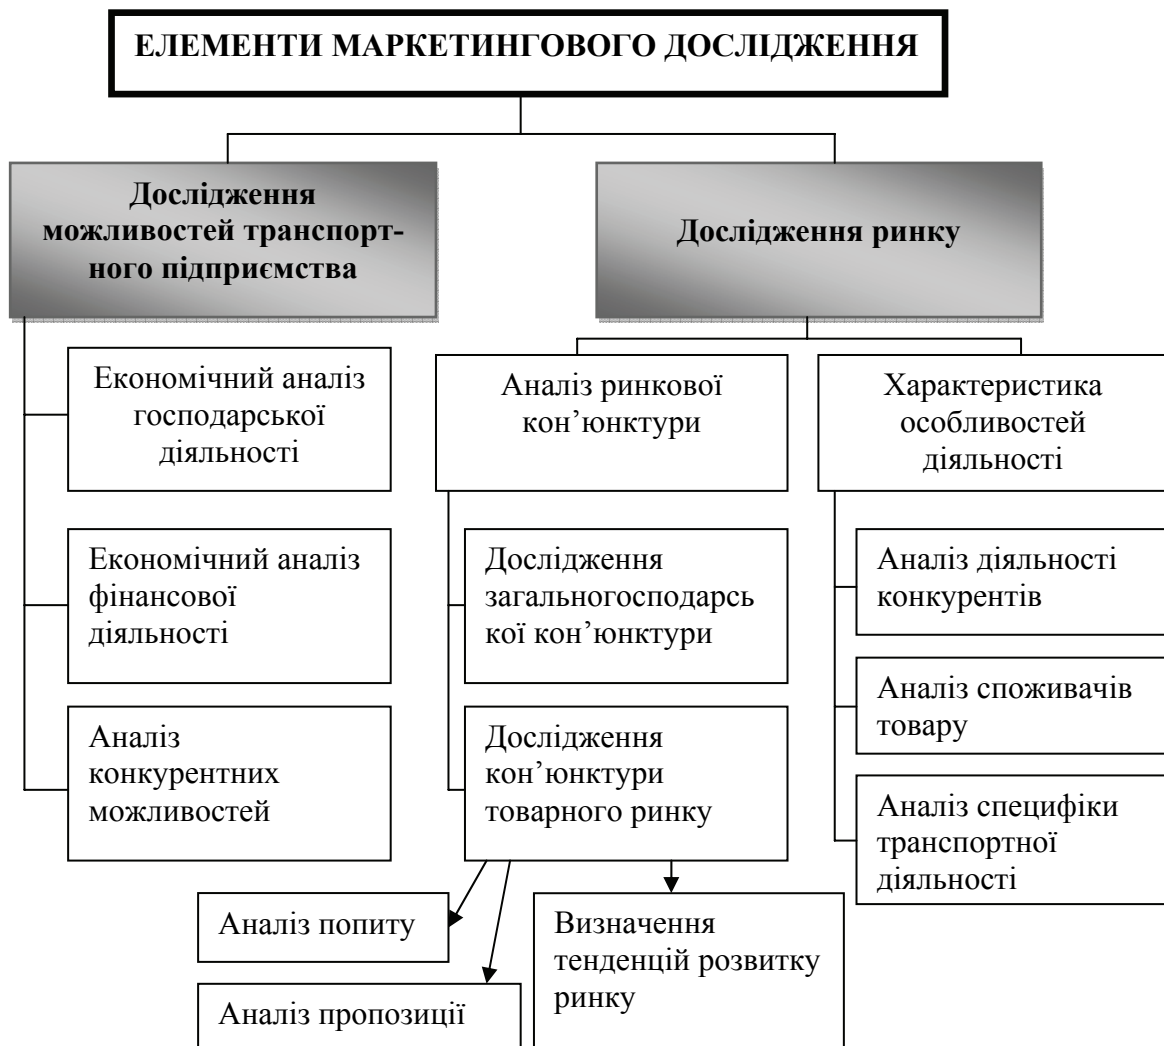 ЕЛЕМЕНТИ МАРКЕТИНГОВОГО ДОСЛІДЖЕННЯ
Дослідження
можливостей транспорт-
ного підприємства
Дослідження ринку
Економічний аналіз
господарської
діяльності
Економічний аналіз
фінансової
діяльності
Аналіз
конкурентних
можливостей
Аналіз ринкової
кон’юнктури
Дослідження
загальногосподарсь
кої кон’юнктури
Дослідження
кон’юнктури
товарного ринку
Аналіз попиту
Аналіз пропозиції
Визначення
тенденцій розвитку
ринку
Характеристика
особливостей
діяльності
Аналіз діяльності
конкурентів
Аналіз споживачів
товару
Аналіз специфіки
транспортної
діяльності